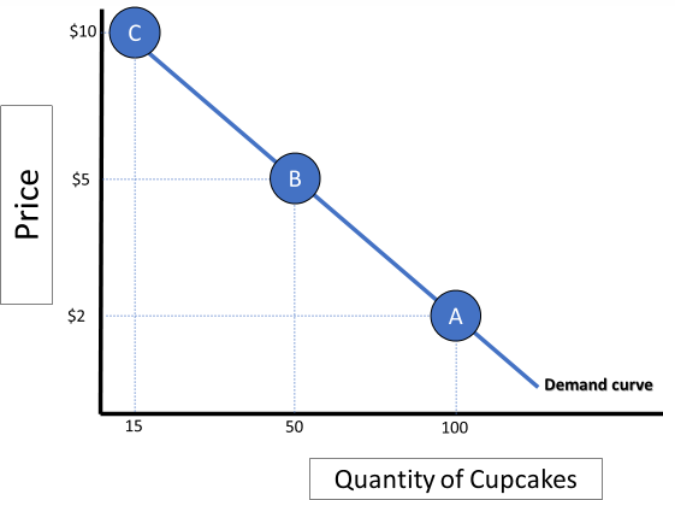 $10
C
Price
$5
B
$2
A
Demand curve
15
50
100
Quantity of Cupcakes